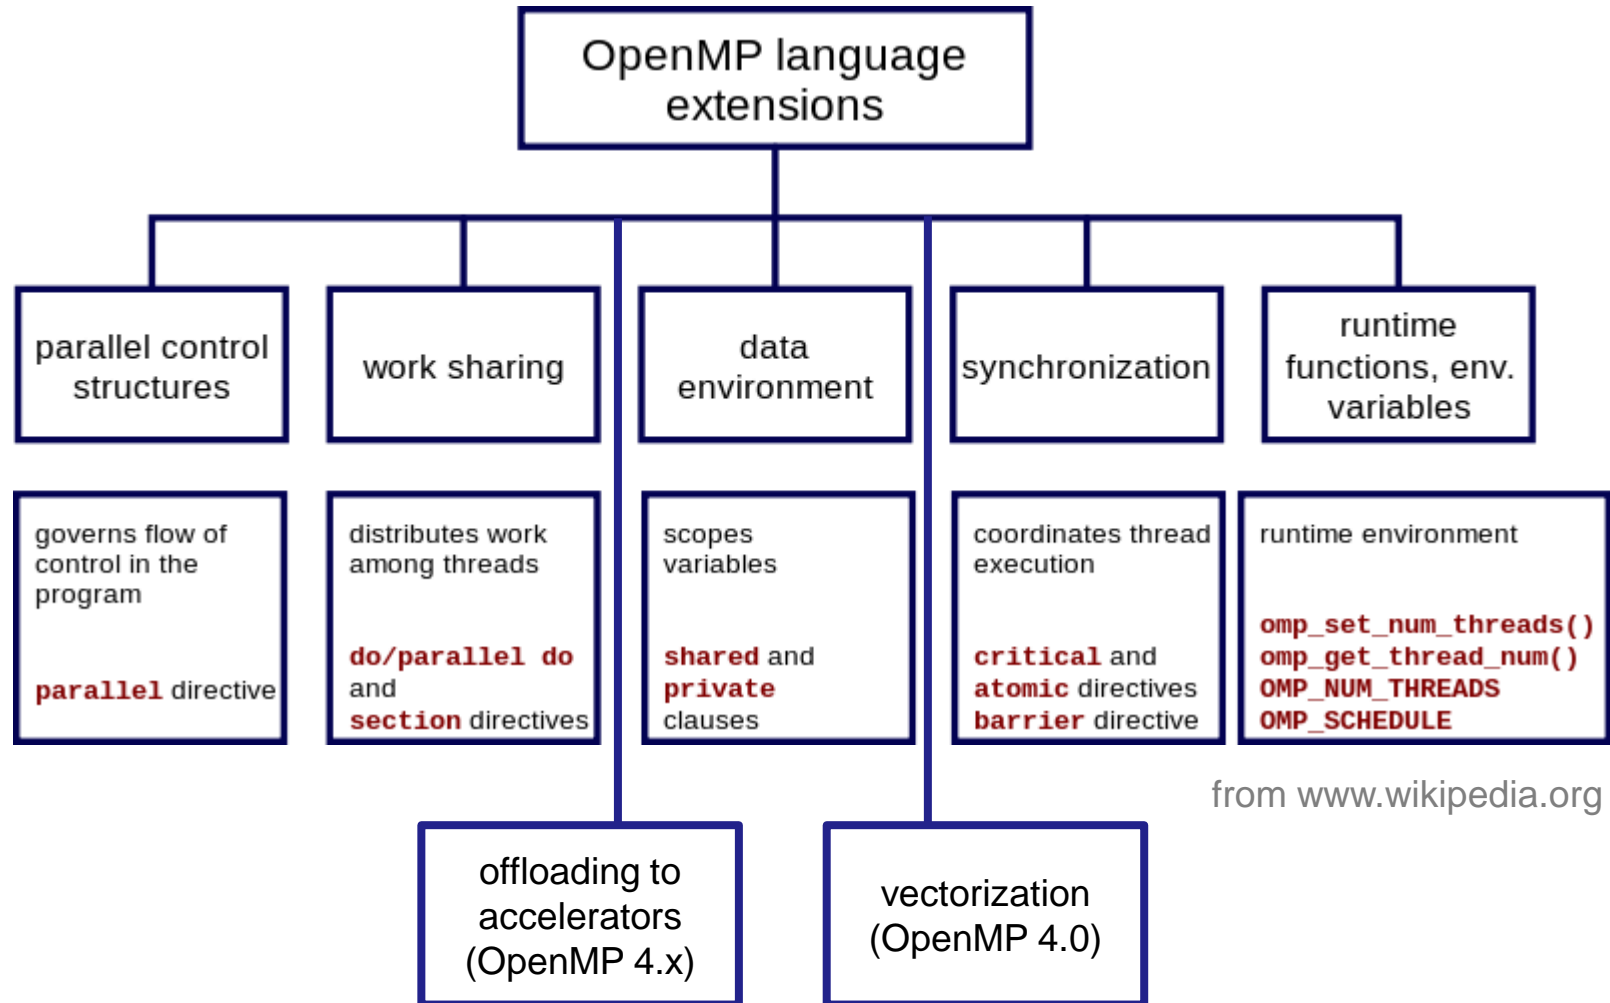 OpenMP language
extensions
parallel control
structures
work sharing
data
environment
synchronization
runtime
functions, env.
variables
governs flow of
control in the
program
parallel directive
distributes work
among threads
do/parallel do
and
section directives
scopes
variables
shared and
private
clauses
coordinates thread
execution
critical and
atomic directives
barrier directive
runtime environment
omp_set_num_threads()
omp_get_thread_num()
OMP_NUM_THREADS
OMP_SCHEDULE
from www.wikipedia.org
offloading to
accelerators
(OpenMP 4.x)
vectorization
(OpenMP 4.0)